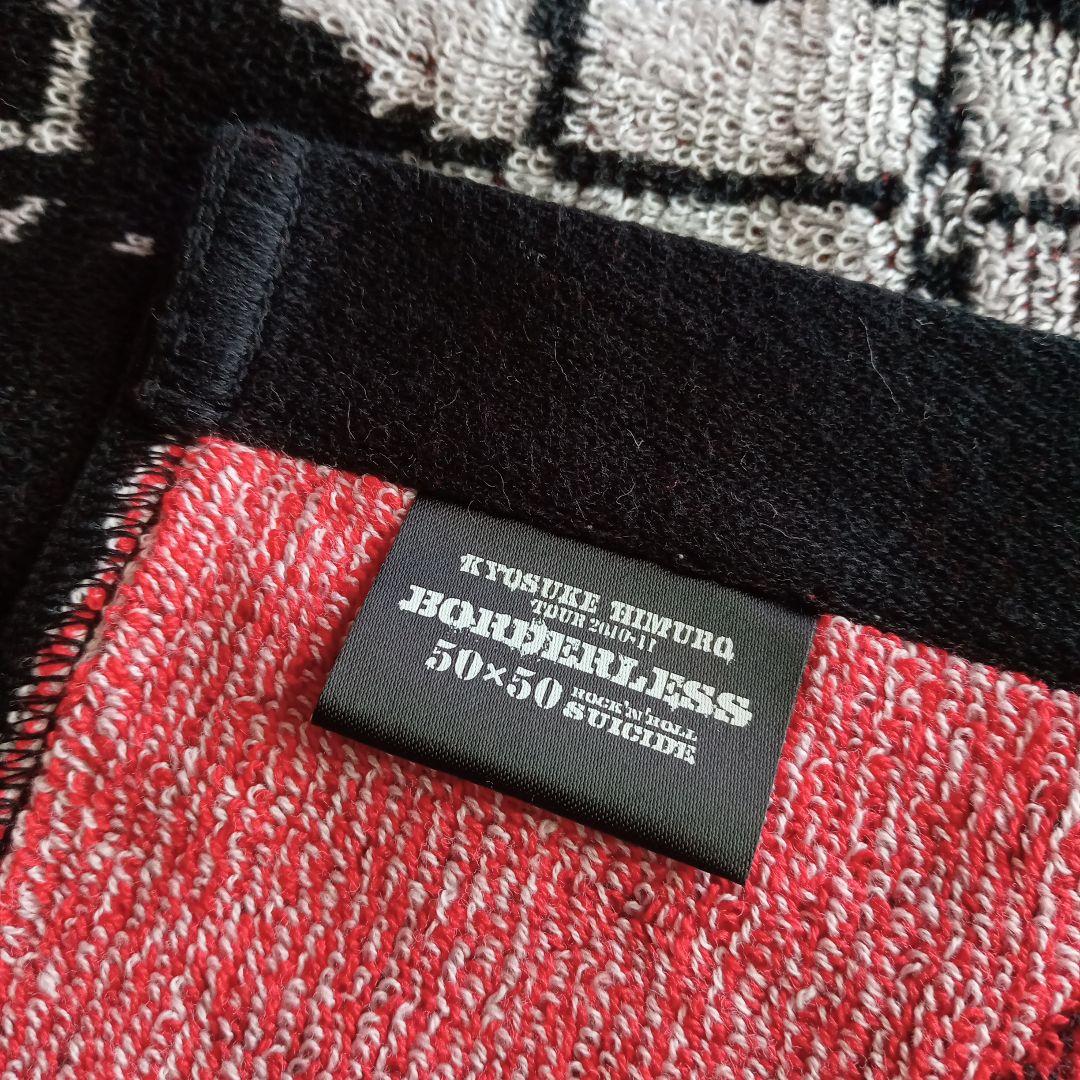 KYOSUKE HIMURO
TOUR 2010-11
BORDERLESS
50×50 ROCK'N'ROLL
SUICIDE